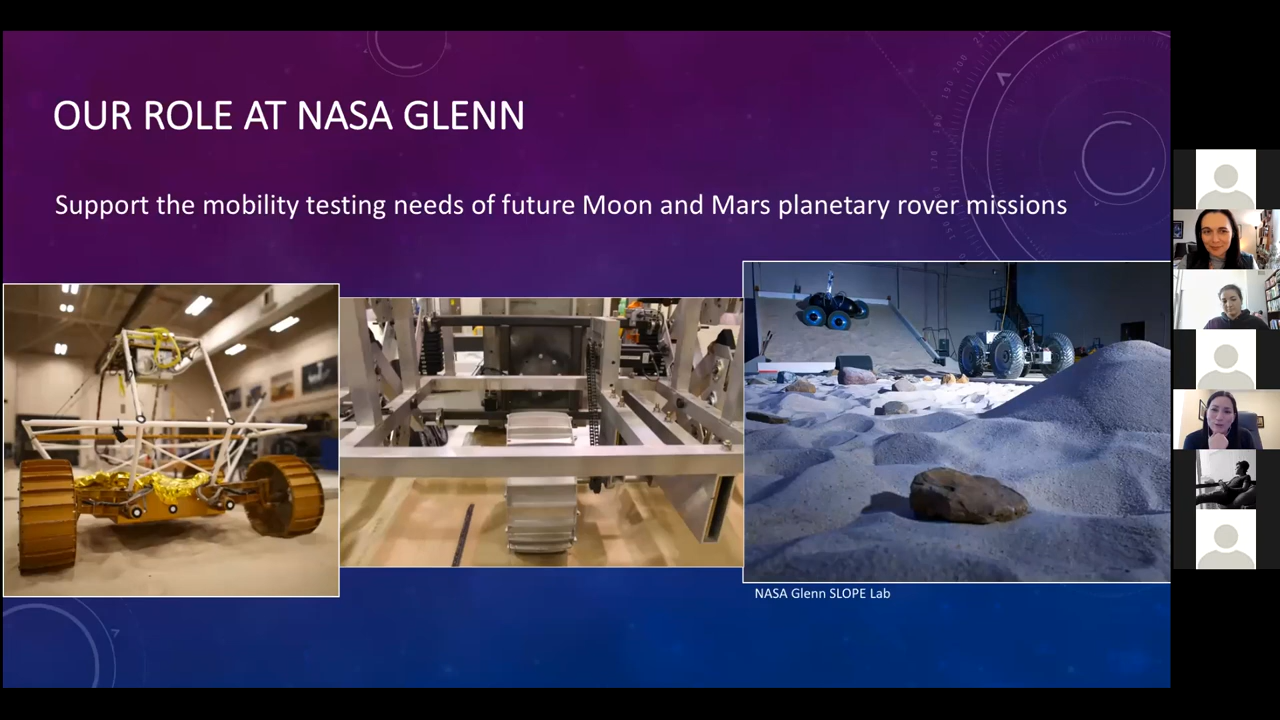 OUR ROLE AT NASA GLENN
Support the mobility testing needs of future Moon and Mars planetary rover missions
NASA Glenn SLOPE Lab